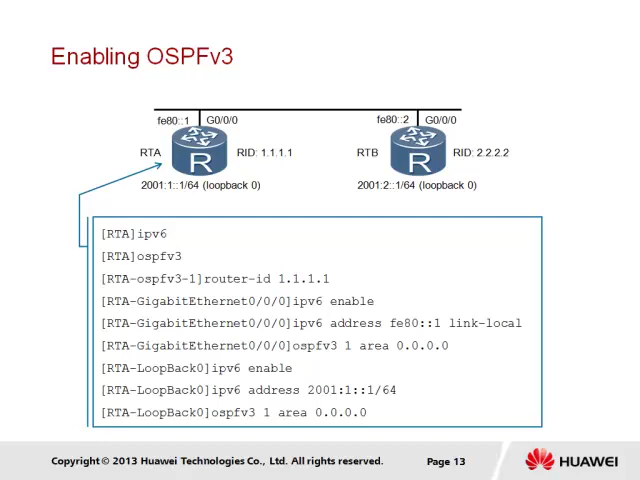 Enabling OSPFv3
fe80::1 G0/0/0 fe80::2 G0/0/0
RTA R RID: 1.1.1.1 RTB R RID: 2.2.2.2
2001:1::1/64 (loopback 0) 2001:2::1/64 (loopback 0)
[RTA]ipv6
[RTA]ospfv3
[RTA-ospfv3-1]router-id 1.1.1.1
[RTA-GigabitEthernet0/0/0]ipv6 enable
[RTA-GigabitEthernet0/0/0]ipv6 address fe80::1 link-local
[RTA-GigabitEthernet0/0/0]ospfv3 1 area 0.0.0.0
[RTA-LoopBack0]ipv6 enable
[RTA-LoopBack0]ipv6 address 2001:1::1/64
[RTA-LoopBack0]ospfv3 1 area 0.0.0.0
Copyright © 2013 Huawei Technologies Co., Ltd. All rights reserved. Page 13 HUAWEI